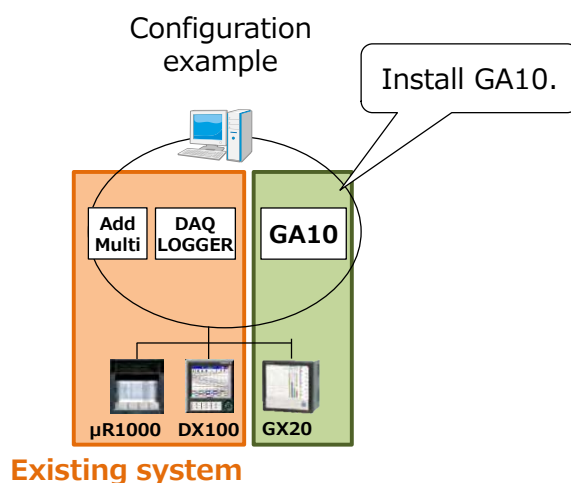 Configuration
example
Install GA10.
Add
Multi
DAQ
LOGGER
GA10
µR1000
DX100
GX20
Existing system